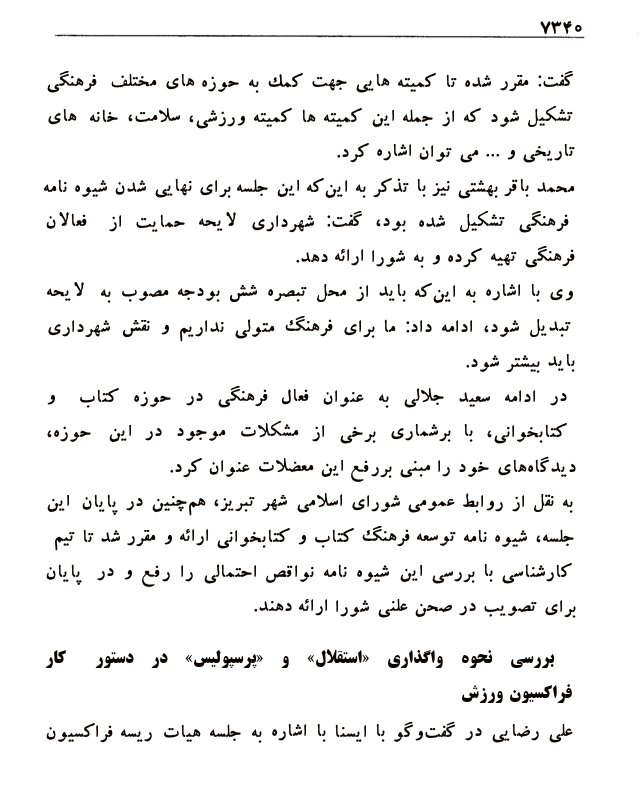 ۷۳۴۰
گفت: مقرر شده تا کمیته هایی جهت کمك به حوزه های مختلف فرهنگی
تشکیل شود که از جمله این کمیته ها کمیته ورزشی، سلامت، خانه های
تاریخی و ... می توان اشاره کرد.
محمد باقر بهشتی نیز با تذکر به این‌که این جلسه برای نهایی شدن شیوه نامه
فرهنگی تشکیل شده بود، گفت: شهرداری لایحه حمایت از فعالان
فرهنگی تهیه کرده و به شورا ارائه دهد.
وی با اشاره به این‌که باید از محل تبصره شش بودجه مصوب به لایحه
تبدیل شود، ادامه داد: ما برای فرهنگ متولی نداریم و نقش شهرداری
باید بیشتر شود.
در ادامه سعید جلالی به عنوان فعال فرهنگی در حوزه کتاب و
کتابخوانی، با برشماری برخی از مشکلات موجود در این حوزه،
دیدگاه‌های خود را مبنی بررفع این معضلات عنوان کرد.
به نقل از روابط عمومی شورای اسلامی شهر تبریز، هم‌چنین در پایان این
جلسه، شیوه نامه توسعه فرهنگ کتاب و کتابخوانی ارائه و مقرر شد تا تیم
کارشناسی با بررسی این شیوه نامه نواقص احتمالی را رفع و در پایان
برای تصویب در صحن علنی شورا ارائه دهند.
بررسی نحوه واگذاری «استقلال» و «پرسپولیس» در دستور کار
فراکسیون ورزش
علی رضایی در گفت‌وگو با ایسنا با اشاره به جلسه هیات ریسه فراکسیون